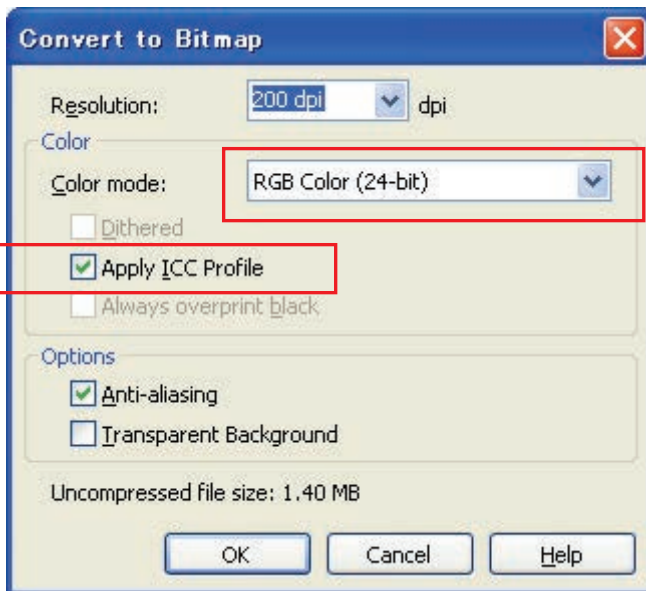 Convert to Bitmap
Resolution: 200 dpi dpi
Color
Color mode: RGB Color (24-bit)
Dithered
Apply ICC Profile
Always overprint black
Options
Anti-aliasing
Transparent Background
Uncompressed file size: 1.40 MB
OK Cancel Help